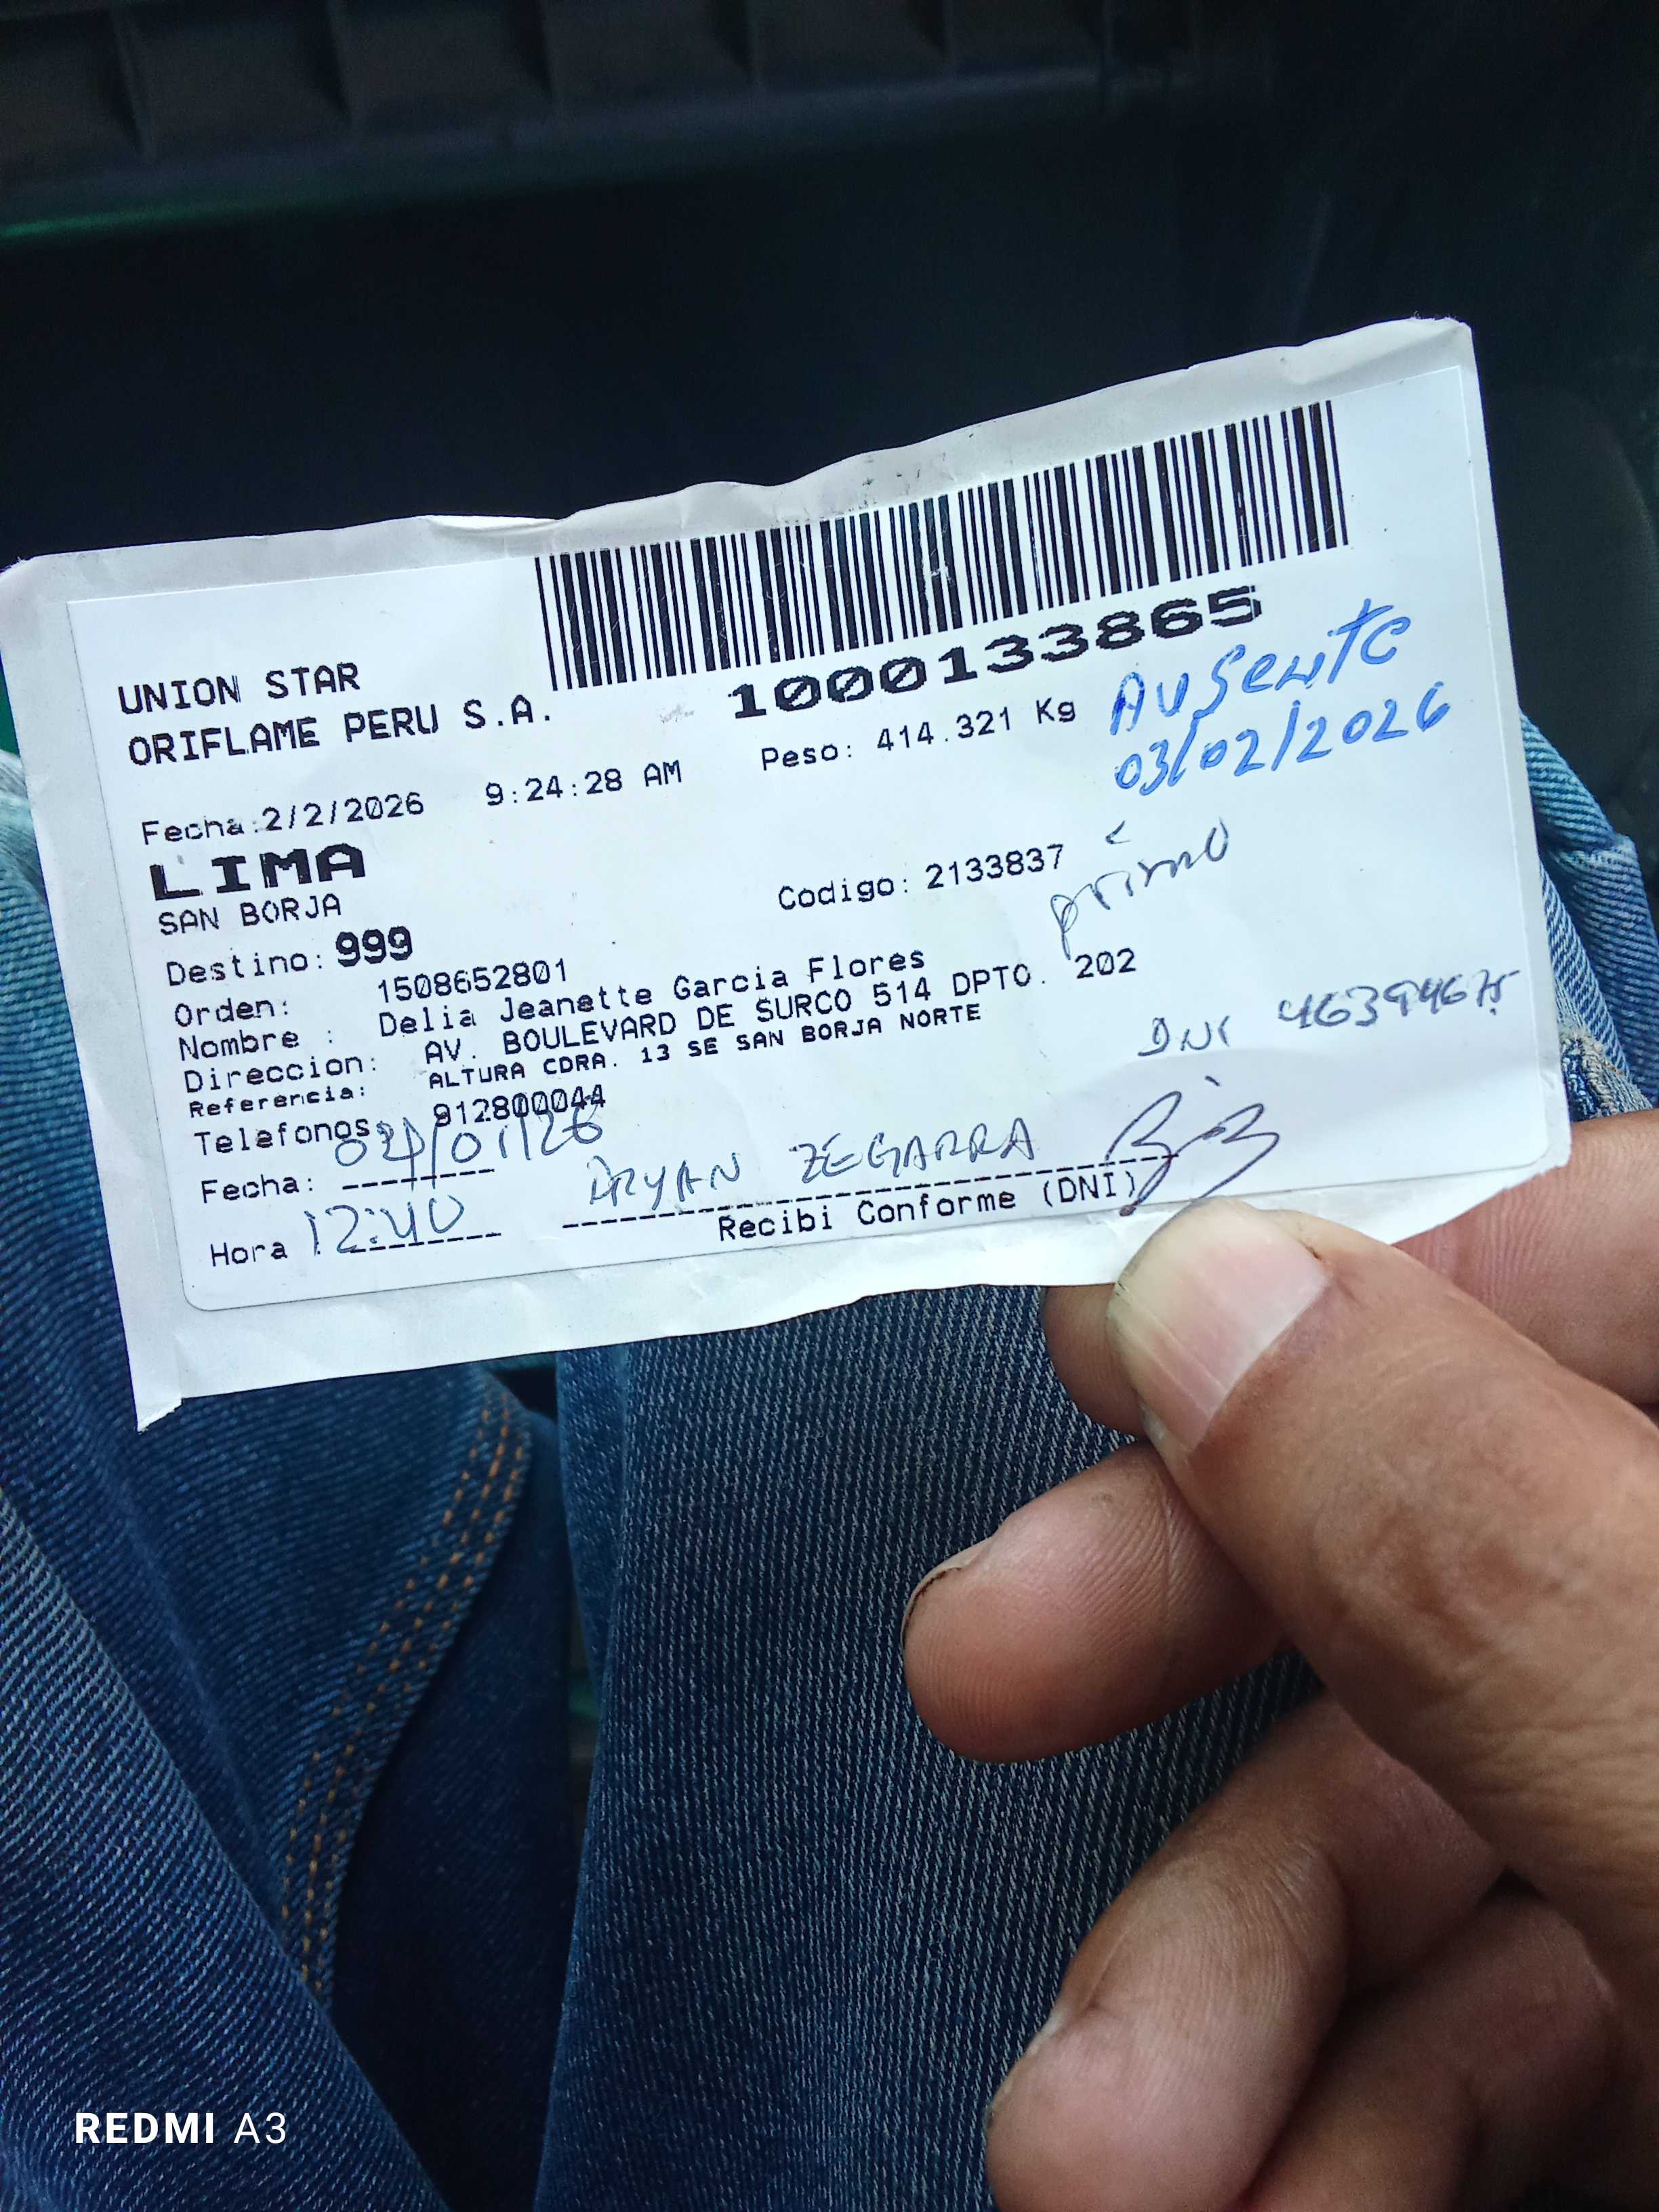 1000133865
UNION STAR
ORIFLAME PERU S.A.
Ausente
03/02/2026
Fecha:2/2/2026 9:24:28 AM Peso: 414.321 Kg
LIMA
SAN BORJA
Codigo: 2133837
primo
Destino: 999
Orden: 1508652801
Nombre : Delia Jeanette Garcia Flores
Direccion: AV. BOULEVARD DE SURCO 514 DPTO. 202
Referencia: ALTURA CDRA. 13 SE SAN BORJA NORTE
Telefonos: 912800044
DNI 46394675
Fecha: 04/01/26
ZEGARRA
Hora : 12:40
Recibi Conforme (DNI)
REDMI A3